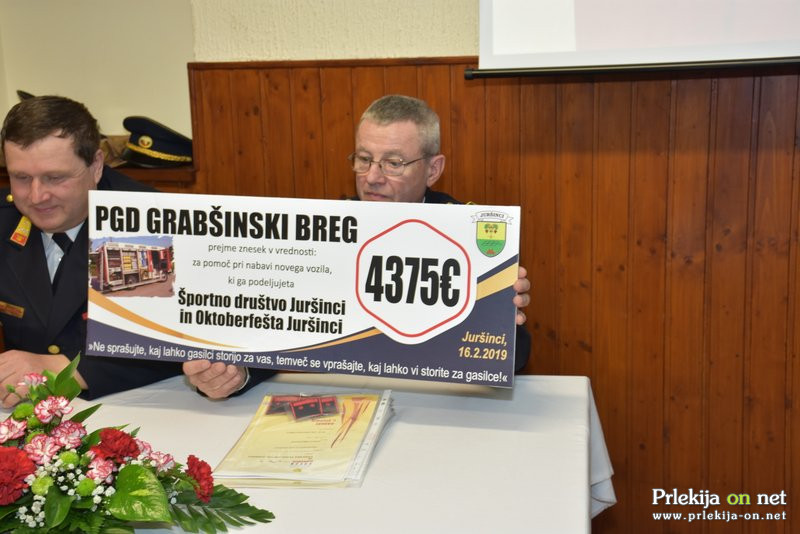 PGD GRABŠINSKI BREG
prejme znesek v vrednosti:
za pomoč pri nabavi novega vozila,
ki ga podeljujeta
Športno društvo Juršinci
in Oktoberfešta Juršinci
4375€
JURŠINCI
Juršinci,
16.2.2019
»Ne sprašujte, kaj lahko gasilci storijo za vas, temveč se vprašajte, kaj lahko vi storite za gasilce!«
Prlekija on net
www.prlekija-on.net